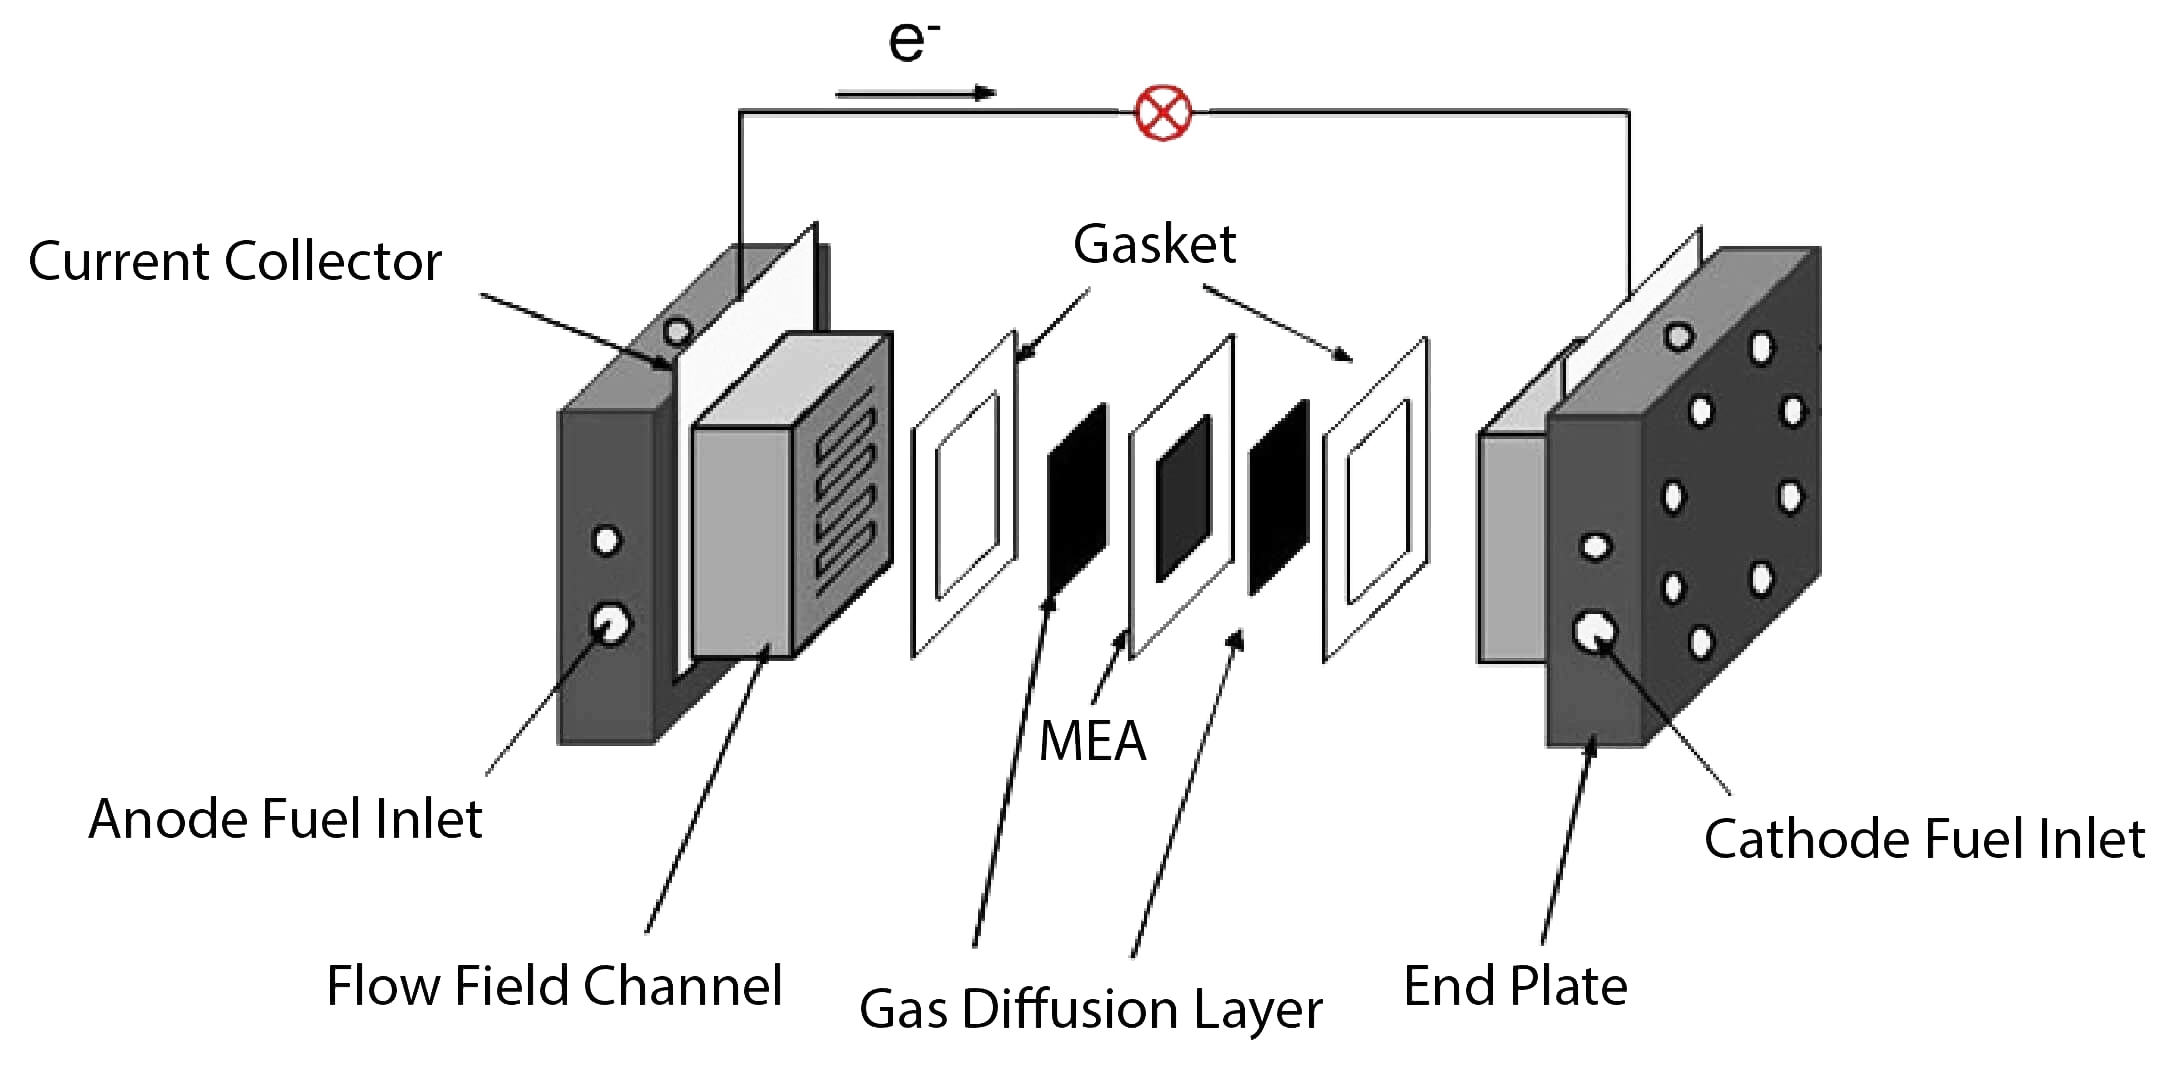 e-
Current Collector
Gasket
MEA
Anode Fuel Inlet
Cathode Fuel Inlet
Flow Field Channel
Gas Diffusion Layer
End Plate